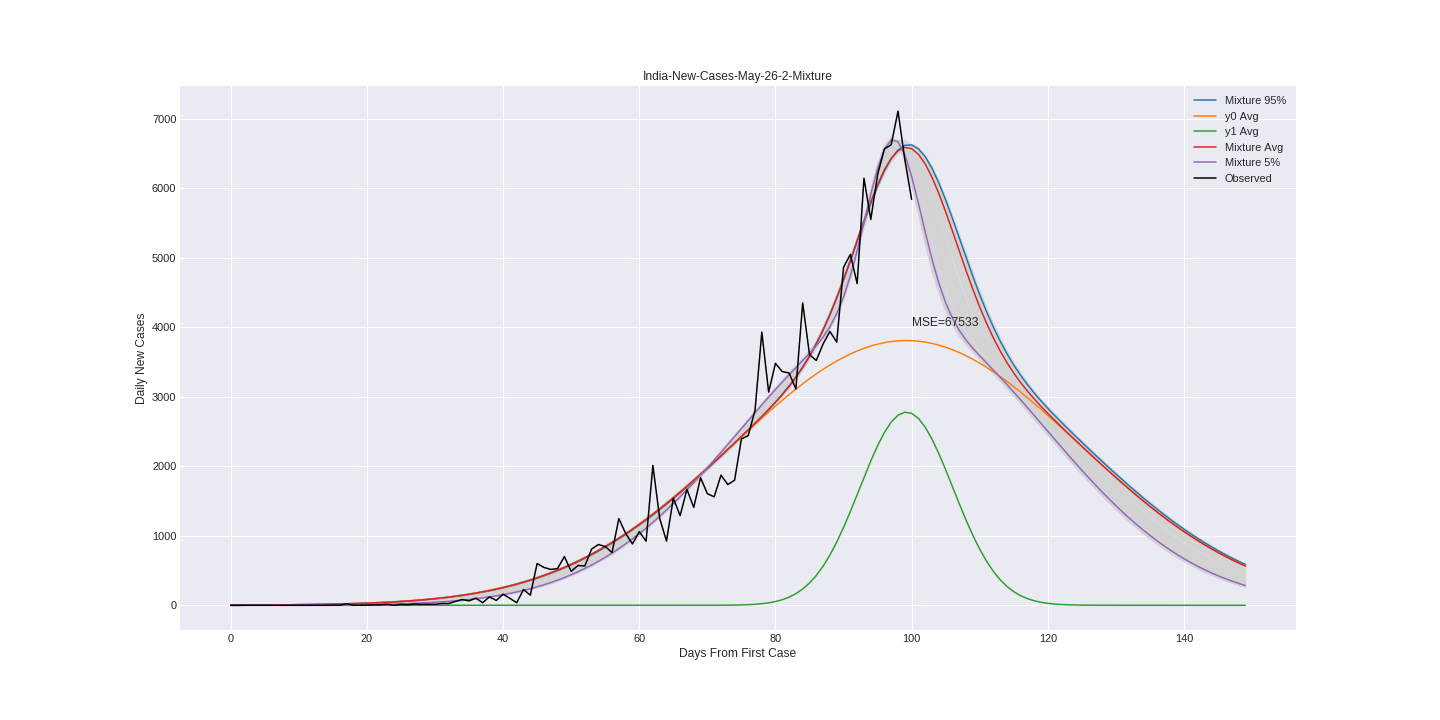 India-New-Cases-May-26-2-Mixture
Mixture 95%
y0 Avg
y1 Avg
Mixture Avg
Mixture 5%
Observed
MSE=67533
Daily New Cases
7000
6000
5000
4000
3000
2000
1000
0
0 20 40 60 80 100 120 140
Days From First Case